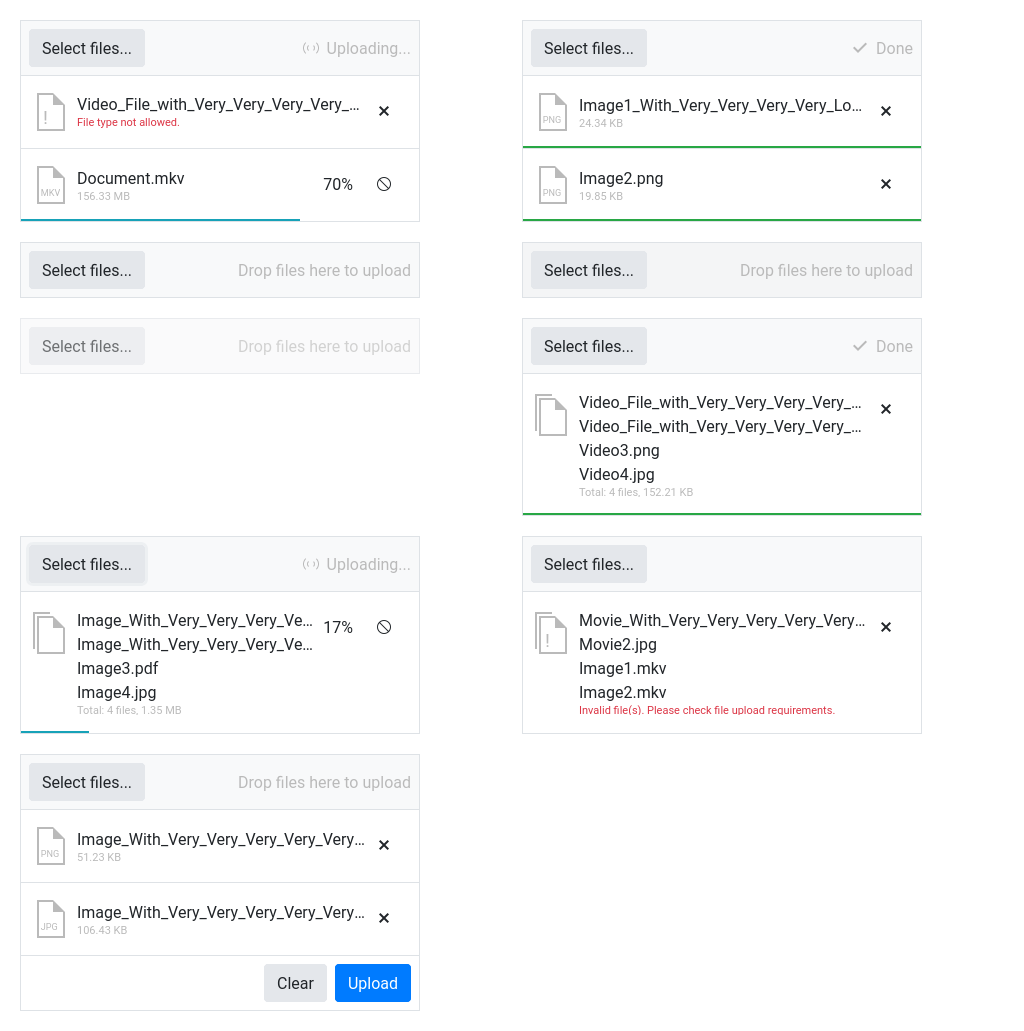 Select files...
Uploading...
Video_File_with_Very_Very_Very_Very_...
File type not allowed.
!
Document.mkv
MKV
156.33 MB
70%
Select files...
Done
Image1_With_Very_Very_Very_Very_Lo...
PNG
24.34 KB
Image2.png
PNG
19.85 KB
Select files...
Drop files here to upload
Select files...
Drop files here to upload
Select files...
Drop files here to upload
Select files...
Done
Video_File_with_Very_Very_Very_Very_...
Video_File_with_Very_Very_Very_Very_...
Video3.png
Video4.jpg
Total: 4 files, 152.21 KB
Select files...
Uploading...
Image_With_Very_Very_Very_Very_Ve...
17%
Image_With_Very_Very_Very_Very_Ve...
Image3.pdf
Image4.jpg
Total: 4 files, 1.35 MB
Select files...
Movie_With_Very_Very_Very_Very_Very...
!
Movie2.jpg
Image1.mkv
Image2.mkv
Invalid file(s). Please check file upload requirements.
Select files...
Drop files here to upload
Image_With_Very_Very_Very_Very_Very...
PNG
51.23 KB
Image_With_Very_Very_Very_Very_Very...
JPG
106.43 KB
Clear
Upload